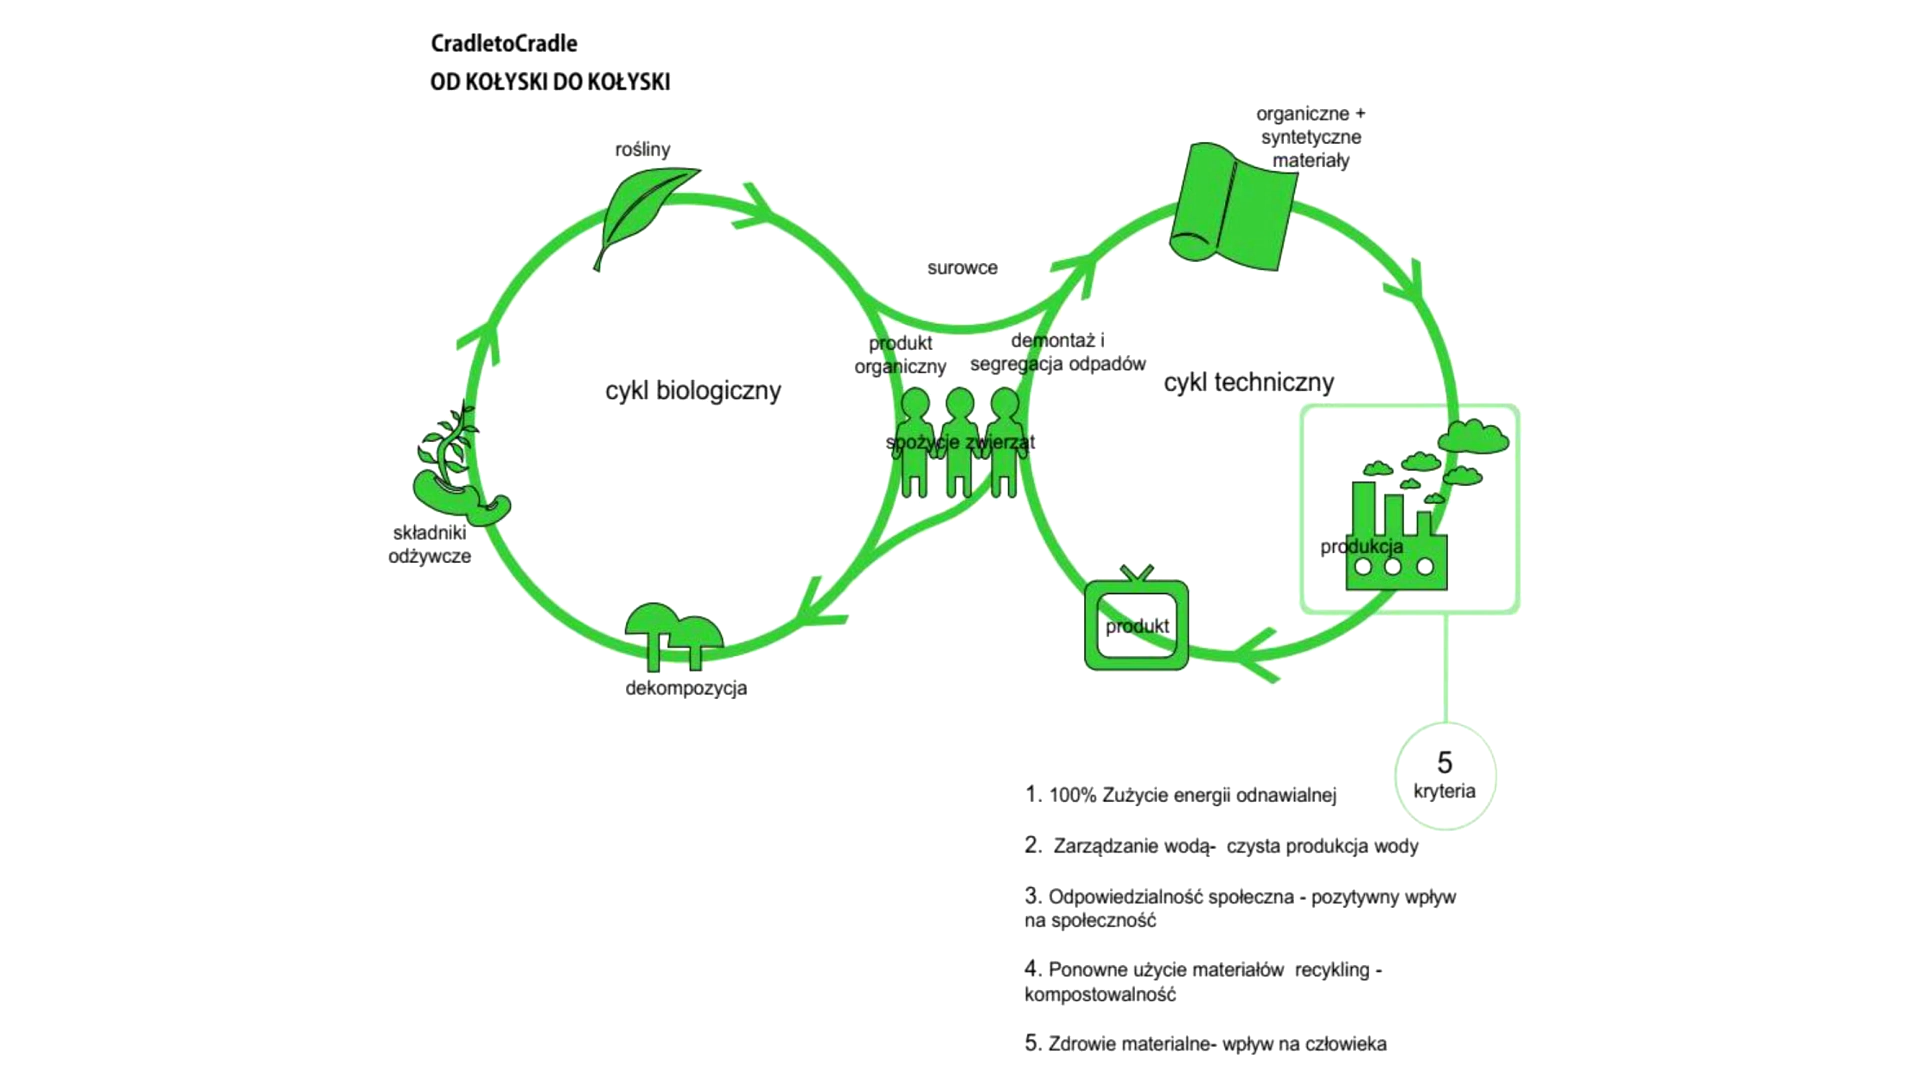 CradletoCradle
OD KOŁYSKI DO KOŁYSKI
rośliny
organiczne +
syntetyczne
materiały
surowce
produkt
organiczny
demontaż i
segregacja odpadów
cykl biologiczny
cykl techniczny
spożycie zwierząt
składniki
odżywcze
produkcja
produkt
dekompozycja
5
kryteria
1. 100% Zużycie energii odnawialnej
2. Zarządzanie wodą- czysta produkcja wody
3. Odpowiedzialność społeczna - pozytywny wpływ
na społeczność
4. Ponowne użycie materiałów recykling -
kompostowalność
5. Zdrowie materialne- wpływ na człowieka